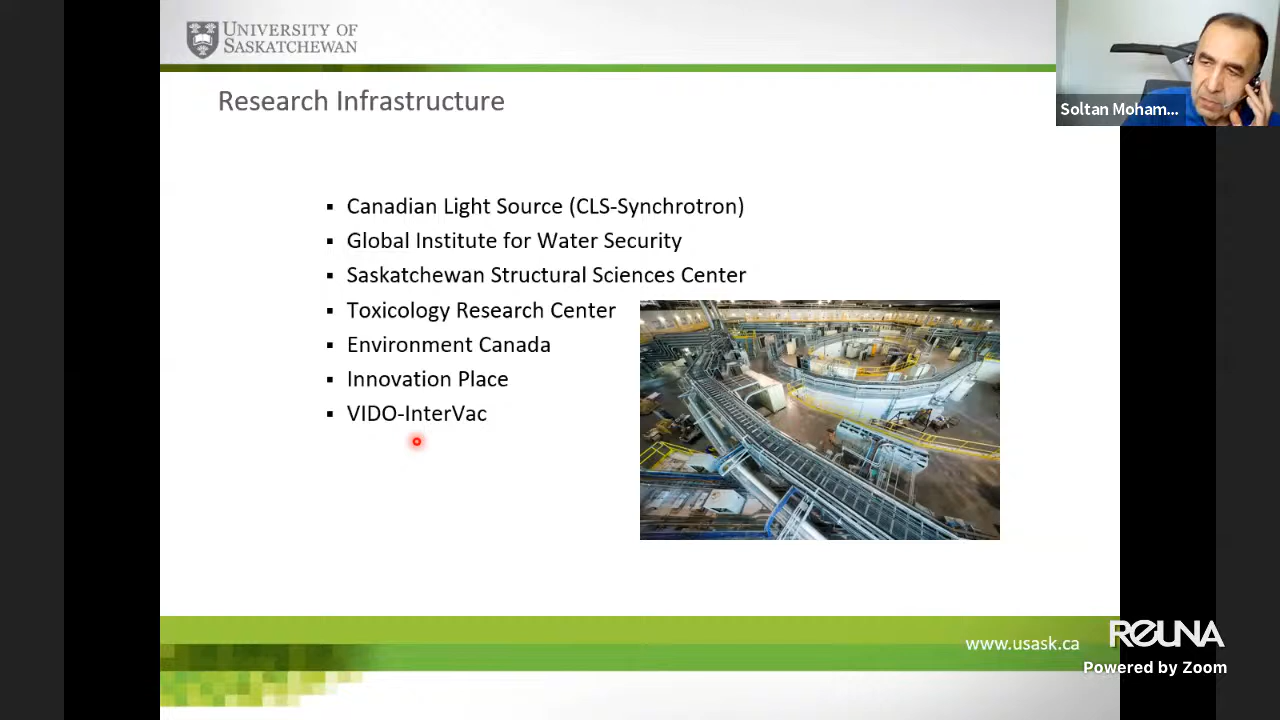 UNIVERSITY OF
SASKATCHEWAN
Soltan Moham...
Research Infrastructure
▪ Canadian Light Source (CLS-Synchrotron)
▪ Global Institute for Water Security
▪ Saskatchewan Structural Sciences Center
▪ Toxicology Research Center
▪ Environment Canada
▪ Innovation Place
▪ VIDO-InterVac
www.usask.ca
REUNA
Powered by Zoom